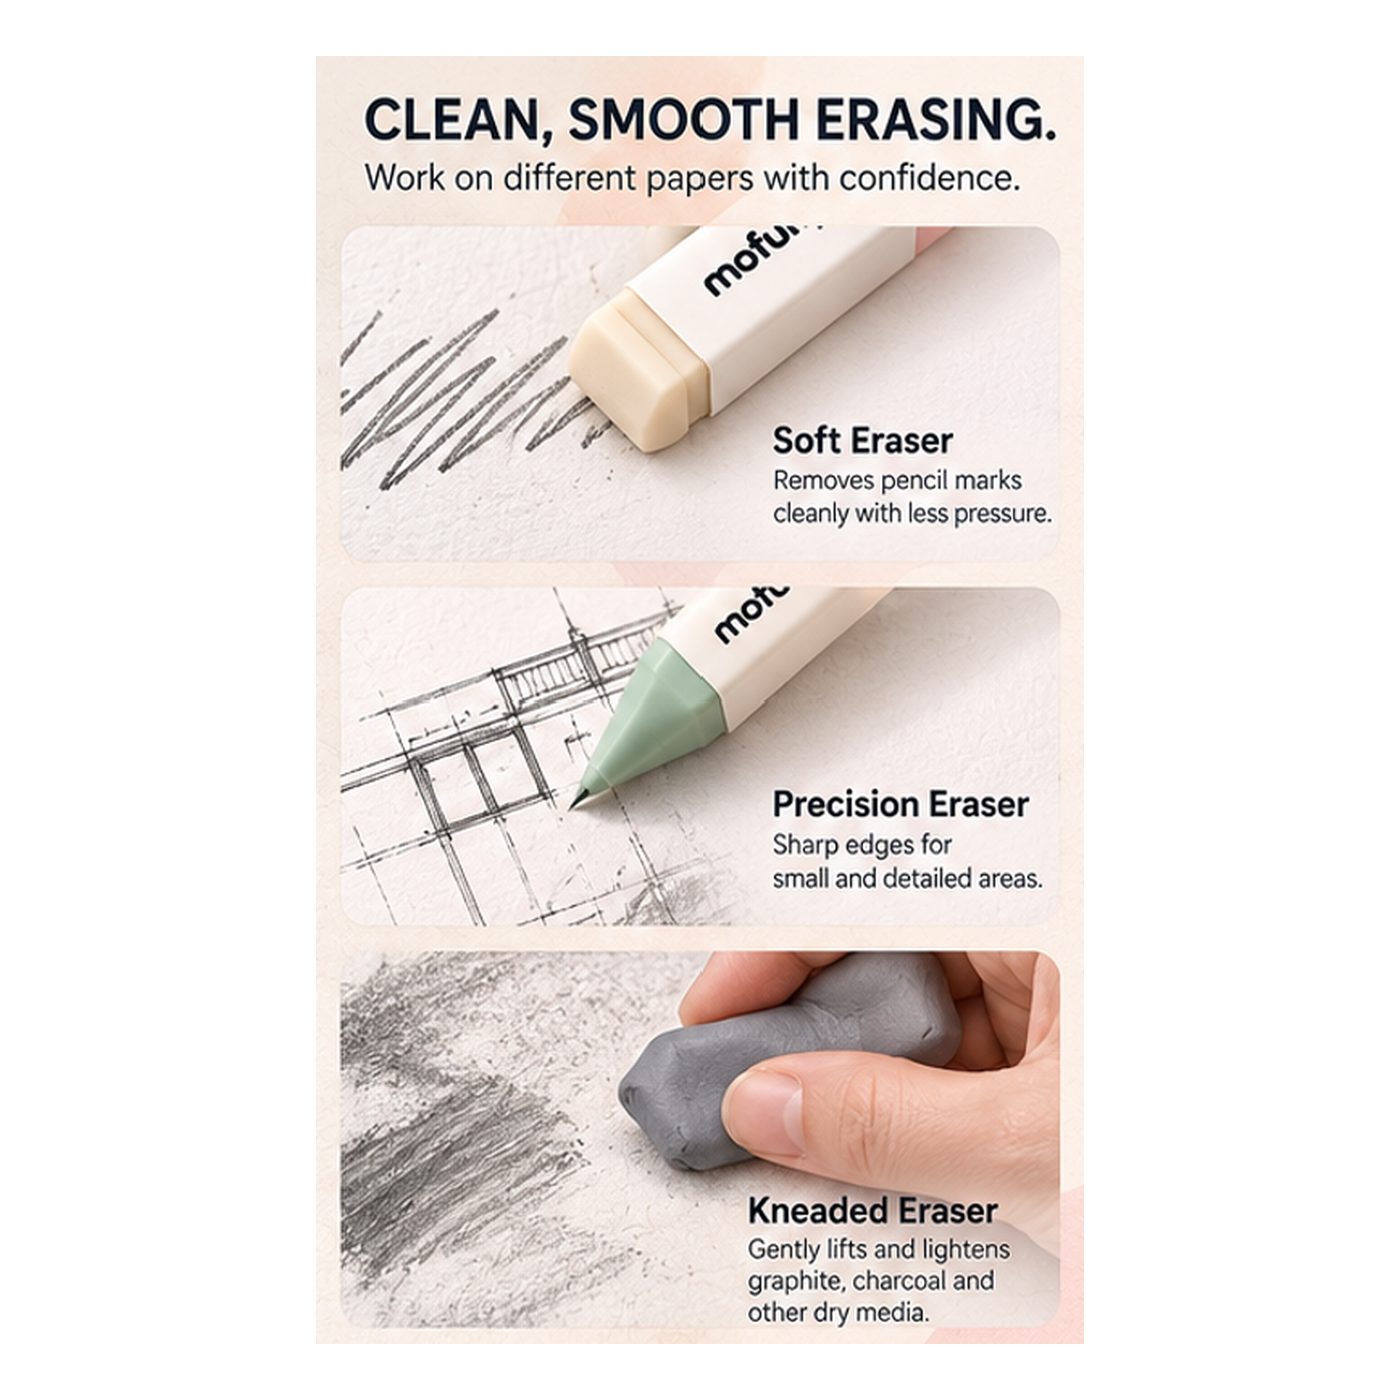 CLEAN, SMOOTH ERASING.
Work on different papers with confidence.
Soft Eraser
Removes pencil marks
cleanly with less pressure.
Precision Eraser
Sharp edges for
small and detailed areas.
Kneaded Eraser
Gently lifts and lightens
graphite, charcoal and
other dry media.